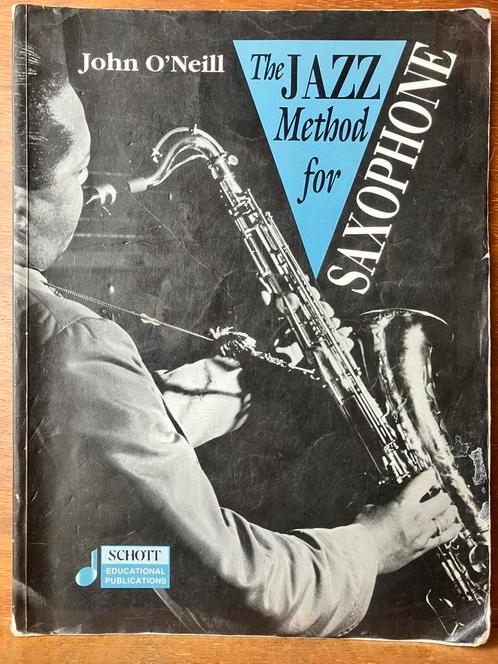 John O'Neill
The
JAZZ
Method
for
SAXOPHONE
SCHOTT
EDUCATIONAL
PUBLICATIONS